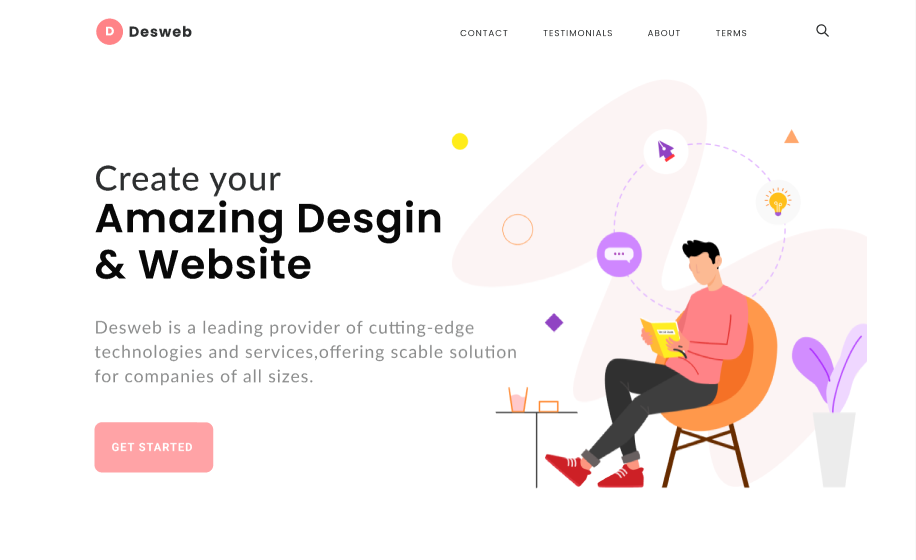 D Desweb
CONTACT TESTIMONIALS ABOUT TERMS
Create your
Amazing Desgin
& Website
Desweb is a leading provider of cutting-edge
technologies and services,offering scable solution
for companies of all sizes.
GET STARTED